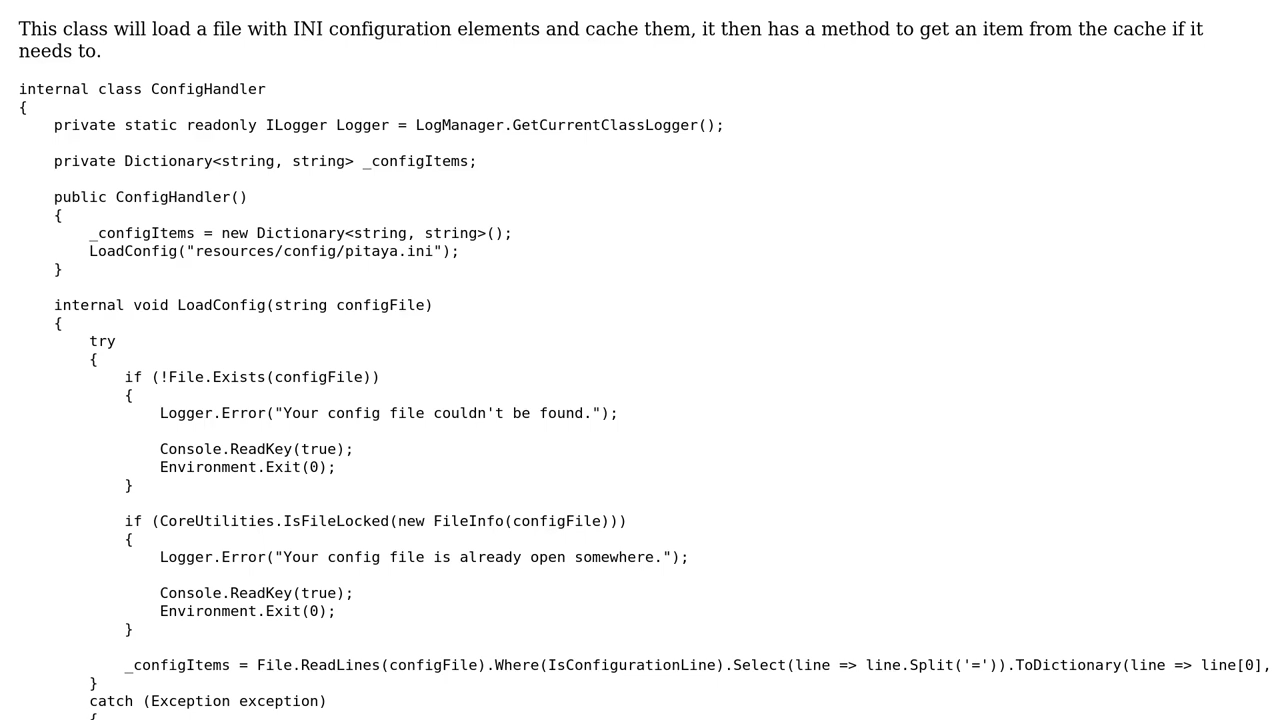 This class will load a file with INI configuration elements and cache them, it then has a method to get an item from the cache if it
needs to.
internal class ConfigHandler
{
    private static readonly ILogger Logger = LogManager.GetCurrentClassLogger();
    private Dictionary<string, string> _configItems;
    public ConfigHandler()
    {
        _configItems = new Dictionary<string, string>();
        LoadConfig("resources/config/pitaya.ini");
    }
    internal void LoadConfig(string configFile)
    {
        try
        {
            if (!File.Exists(configFile))
            {
                Logger.Error("Your config file couldn't be found.");
                Console.ReadKey(true);
                Environment.Exit(0);
            }
            if (CoreUtilities.IsFileLocked(new FileInfo(configFile)))
            {
                Logger.Error("Your config file is already open somewhere.");
                Console.ReadKey(true);
                Environment.Exit(0);
            }
            _configItems = File.ReadLines(configFile).Where(IsConfigurationLine).Select(line => line.Split('=')).ToDictionary(line => line[0],
        }
        catch (Exception exception)
        {